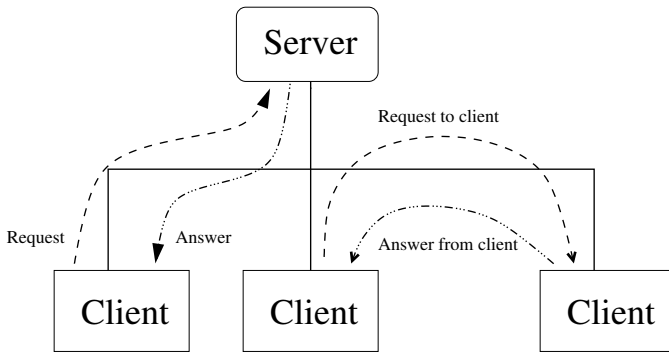 Server
Request to client
Request
Answer
Answer from client
Client
Client
Client